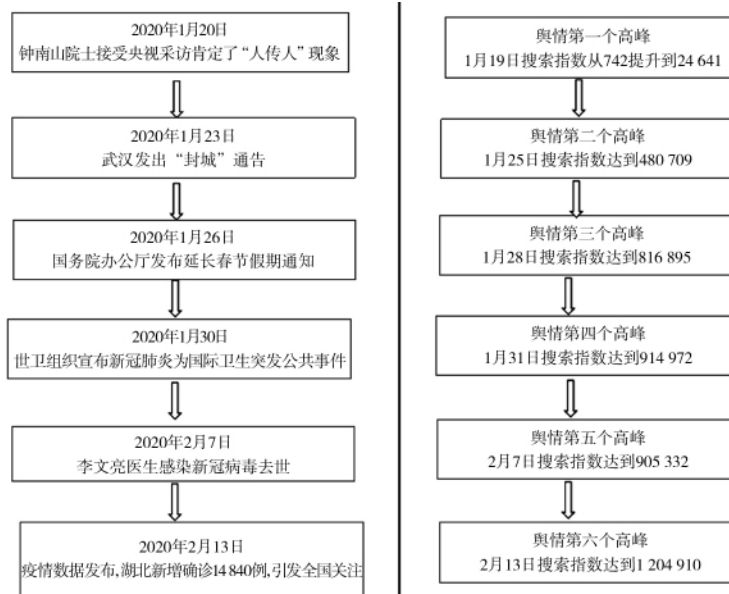 2020年1月20日
钟南山院士接受央视采访肯定了“人传人”现象
2020年1月23日
武汉发出“封城”通告
2020年1月26日
国务院办公厅发布延长春节假期通知
2020年1月30日
世卫组织宣布新冠肺炎为国际卫生突发公共事件
2020年2月7日
李文亮医生感染新冠病毒去世
2020年2月13日
疫情数据发布,湖北新增确诊14 840例,引发全国关注
舆情第一个高峰
1月19日搜索指数从742提升到24 641
舆情第二个高峰
1月25日搜索指数达到480 709
舆情第三个高峰
1月28日搜索指数达到816 895
舆情第四个高峰
1月31日搜索指数达到914 972
舆情第五个高峰
2月7日搜索指数达到905 332
舆情第六个高峰
2月13日搜索指数达到1 204 910